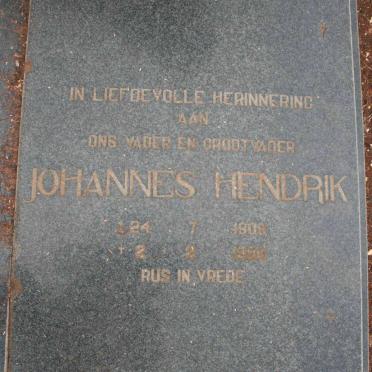 IN LIEFDEVOLLE HERINNERING
AAN
ONS VADER EN GROOTVADER
JOHANNES HENDRIK
24 7
† 2
RUS IN VREDE